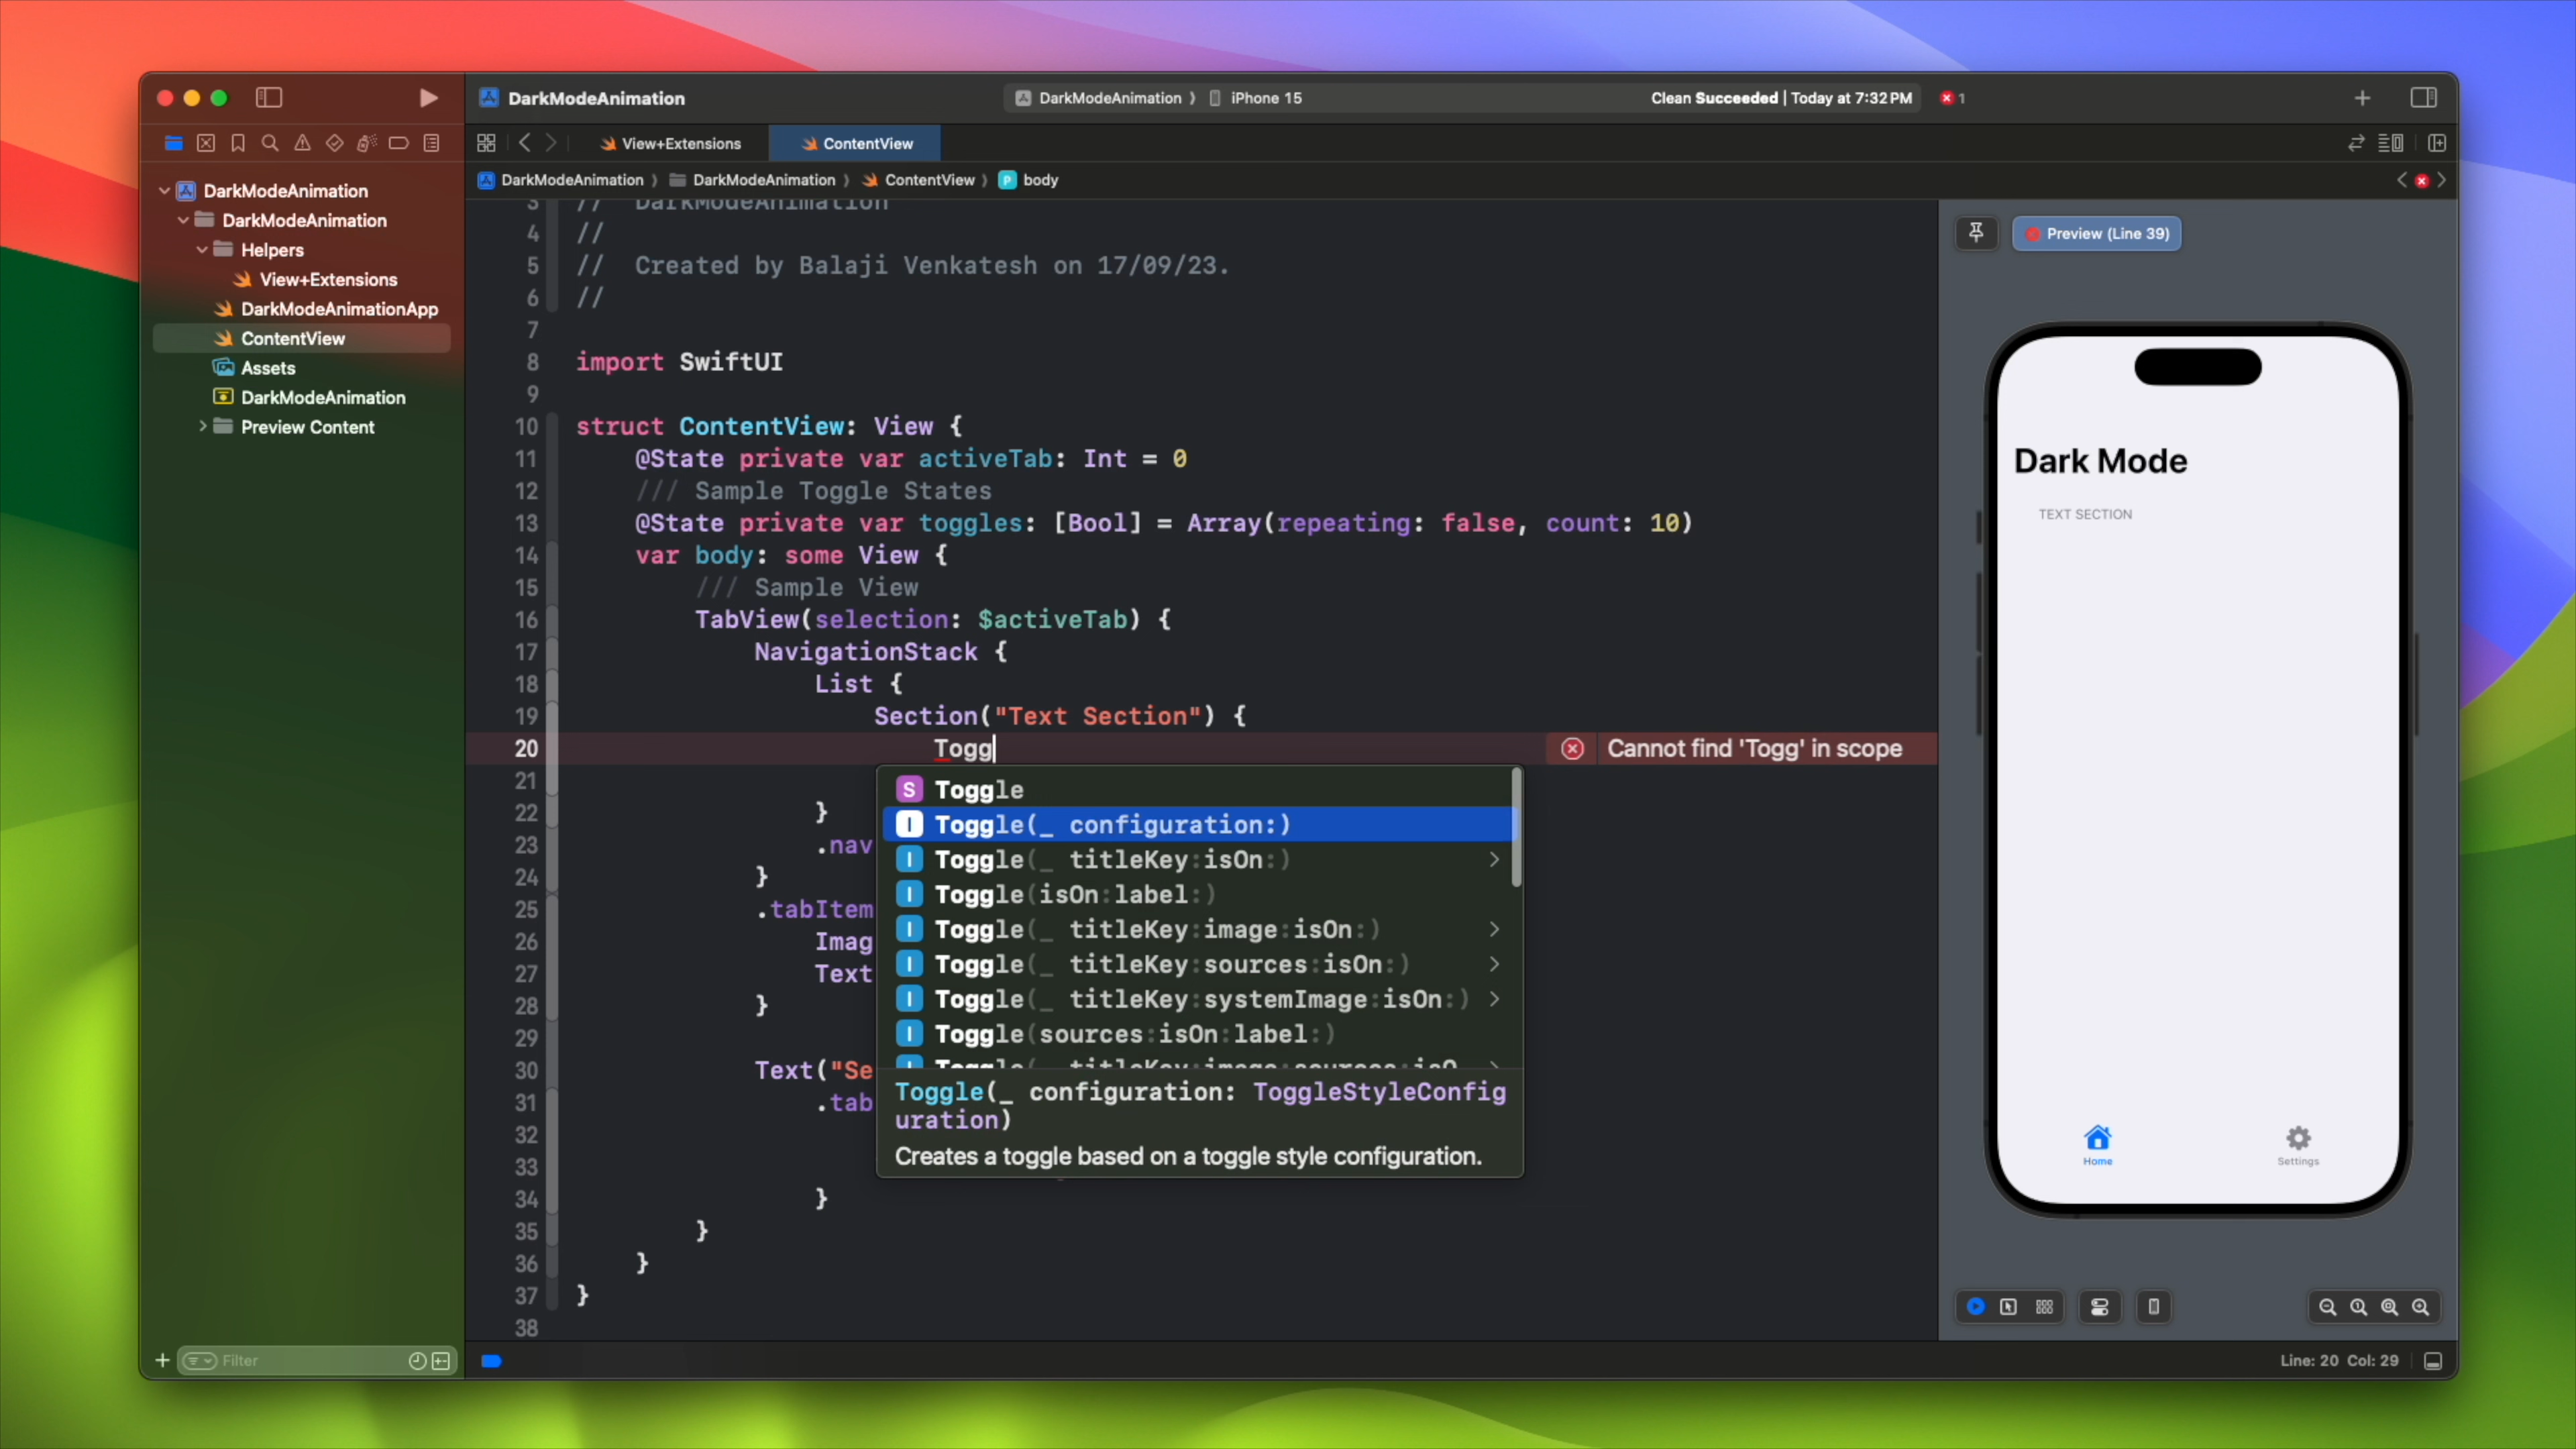 DarkModeAnimation
DarkModeAnimation 〉 iPhone 15
Clean Succeeded | Today at 7:32 PM
1
View+Extensions
ContentView
DarkModeAnimation 〉 DarkModeAnimation 〉 ContentView 〉 P body
DarkModeAnimation
DarkModeAnimation
Helpers
View+Extensions
DarkModeAnimationApp
ContentView
Assets
DarkModeAnimation
Preview Content
Filter
3 // DarkModeAnimation
4 //
5 // Created by Balaji Venkatesh on 17/09/23.
6 //
7
8 import SwiftUI
9
10 struct ContentView: View {
11 @State private var activeTab: Int = 0
12 /// Sample Toggle States
13 @State private var toggles: [Bool] = Array(repeating: false, count: 10)
14 var body: some View {
15 /// Sample View
16 TabView(selection: $activeTab) {
17 NavigationStack {
18 List {
19 Section("Text Section") {
20 Togg
Cannot find 'Togg' in scope
21
22 }
23 .nav
24 }
25 .tabItem
26 Imag
27 Text
28 }
29
30 Text("Se
31 .tab
32
33
34 }
35 }
36 }
37 }
38
S Toggle
I Toggle(_ configuration:)
I Toggle(_ titleKey:isOn:)
I Toggle(isOn:label:)
I Toggle(_ titleKey:image:isOn:)
I Toggle(_ titleKey:sources:isOn:)
I Toggle(_ titleKey:systemImage:isOn:)
I Toggle(sources:isOn:label:)
I Toggle(_ titleKey:image:sources:isO
Toggle(_ configuration: ToggleStyleConfig
uration)
Creates a toggle based on a toggle style configuration.
Preview (Line 39)
Dark Mode
TEXT SECTION
Home
Settings
Line: 20 Col: 29